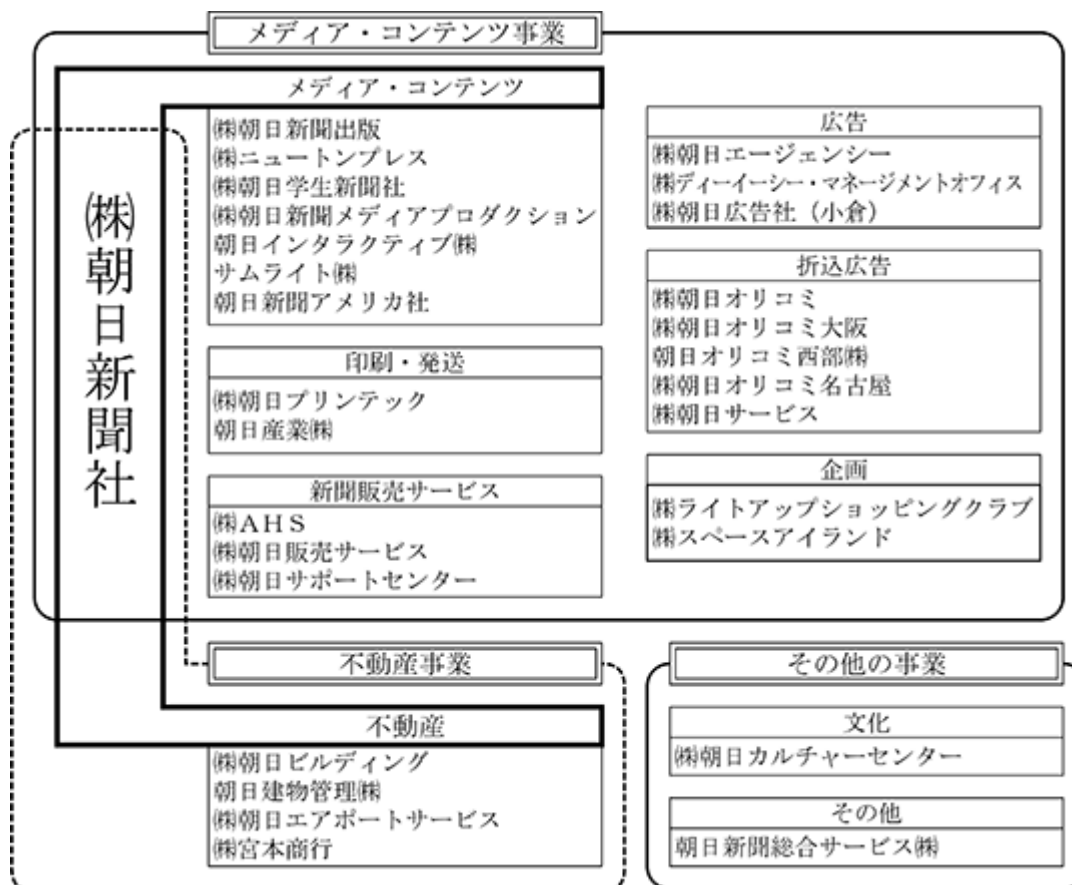 メディア・コンテンツ事業
㈱朝日新聞社
メディア・コンテンツ
㈱朝日新聞出版
㈱ニュートンプレス
㈱朝日学生新聞社
㈱朝日新聞メディアプロダクション
朝日インタラクティブ㈱
サムライト㈱
朝日新聞アメリカ社
印刷・発送
㈱朝日プリンテック
朝日産業㈱
新聞販売サービス
㈱ＡＨＳ
㈱朝日販売サービス
㈱朝日サポートセンター
広告
㈱朝日エージェンシー
㈱ディーイーシー・マネージメントオフィス
㈱朝日広告社（小倉）
折込広告
㈱朝日オリコミ
㈱朝日オリコミ大阪
朝日オリコミ西部㈱
㈱朝日オリコミ名古屋
㈱朝日サービス
企画
㈱ライトアップショッピングクラブ
㈱スペースアイランド
不動産事業
不動産
㈱朝日ビルディング
朝日建物管理㈱
㈱朝日エアポートサービス
㈱宮本商行
その他の事業
文化
㈱朝日カルチャーセンター
その他
朝日新聞総合サービス㈱